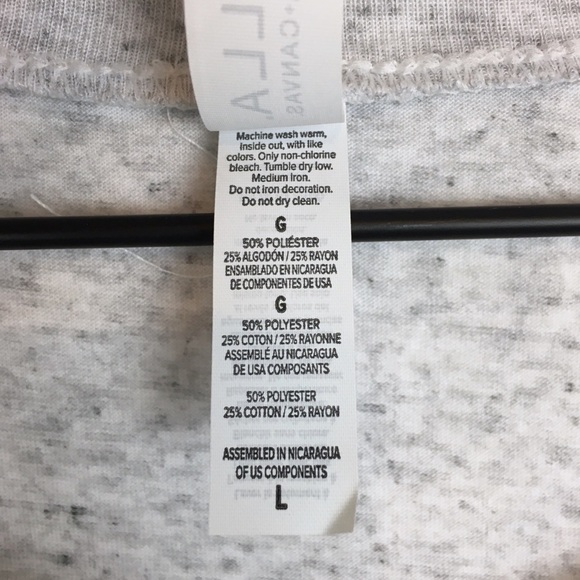 LLA
+CANVAS
Machine wash warm,
inside out, with like
colors. Only non-chlorine
bleach. Tumble dry low.
Medium Iron.
Do not iron decoration.
Do not dry clean.
G
50% POLIÉSTER
25% ALGODÓN / 25% RAYON
ENSAMBLADO EN NICARAGUA
DE COMPONENTES DE USA
G
50% POLYESTER
25% COTON / 25% RAYONNE
ASSEMBLÉ AU NICARAGUA
DE USA COMPOSANTS
50% POLYESTER
25% COTTON / 25% RAYON
ASSEMBLED IN NICARAGUA
OF US COMPONENTS
L